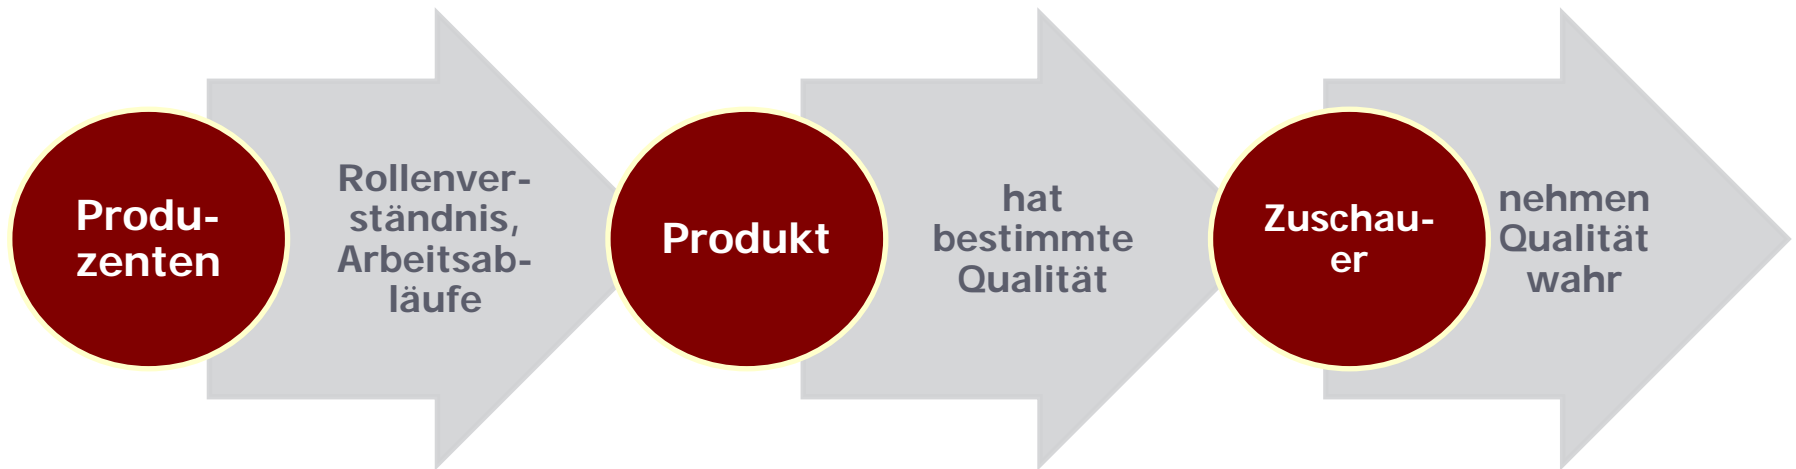 Produ-
zenten
Rollenver-
ständnis,
Arbeitsab-
läufe
Produkt
hat
bestimmte
Qualität
Zuschau-
er
nehmen
Qualität
wahr